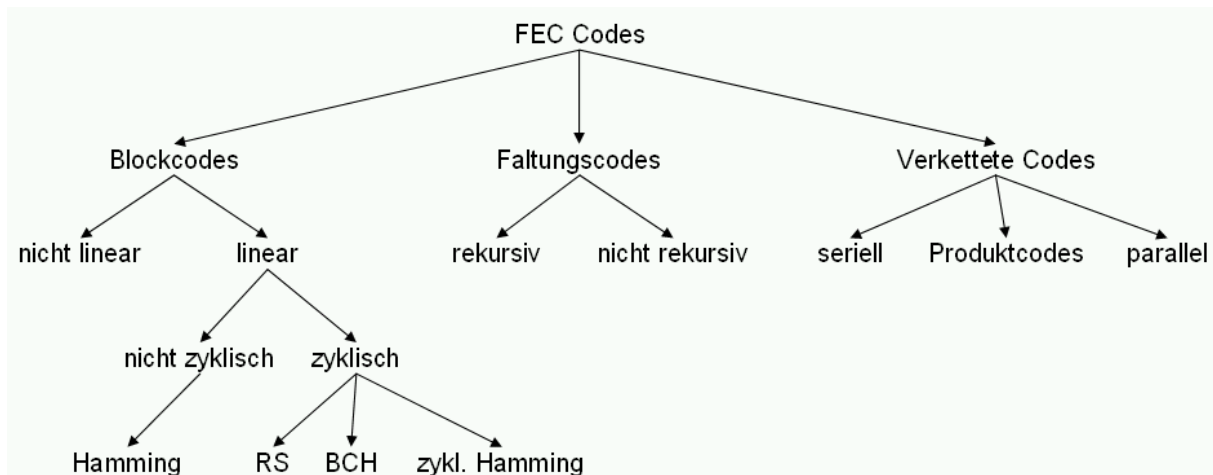 FEC Codes
Blockcodes Faltungscodes Verkettete Codes
nicht linear linear rekursiv nicht rekursiv seriell Produktcodes parallel
nicht zyklisch zyklisch
Hamming RS BCH zykl. Hamming